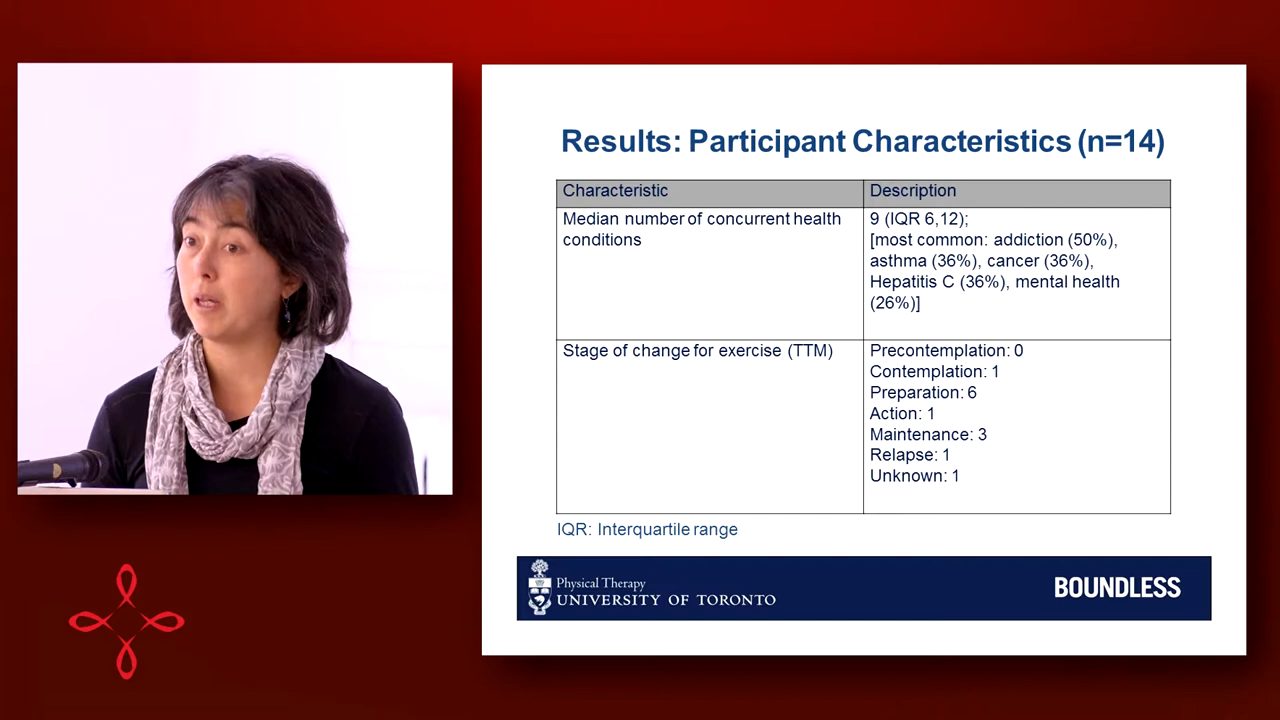 Results: Participant Characteristics (n=14)
Characteristic
Description
Median number of concurrent health
conditions
9 (IQR 6,12);
[most common: addiction (50%),
asthma (36%), cancer (36%),
Hepatitis C (36%), mental health
(26%)]
Stage of change for exercise (TTM)
Precontemplation: 0
Contemplation: 1
Preparation: 6
Action: 1
Maintenance: 3
Relapse: 1
Unknown: 1
IQR: Interquartile range
Physical Therapy
UNIVERSITY OF TORONTO
BOUNDLESS